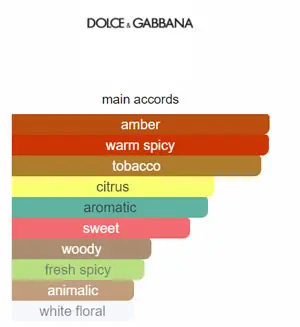 DOLCE & GABBANA
main accords
amber
warm spicy
tobacco
citrus
aromatic
sweet
woody
fresh spicy
animalic
white floral